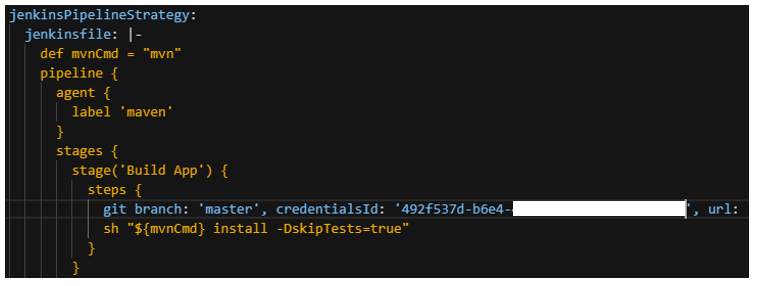 jenkinsPipelineStrategy:
jenkinsfile: |-
def mvnCmd = "mvn"
pipeline {
agent {
label 'maven'
}
stages {
stage('Build App') {
steps {
git branch: 'master', credentialsId: '492f537d-b6e4-', url:
sh "${mvnCmd} install -DskipTests=true"
}
}